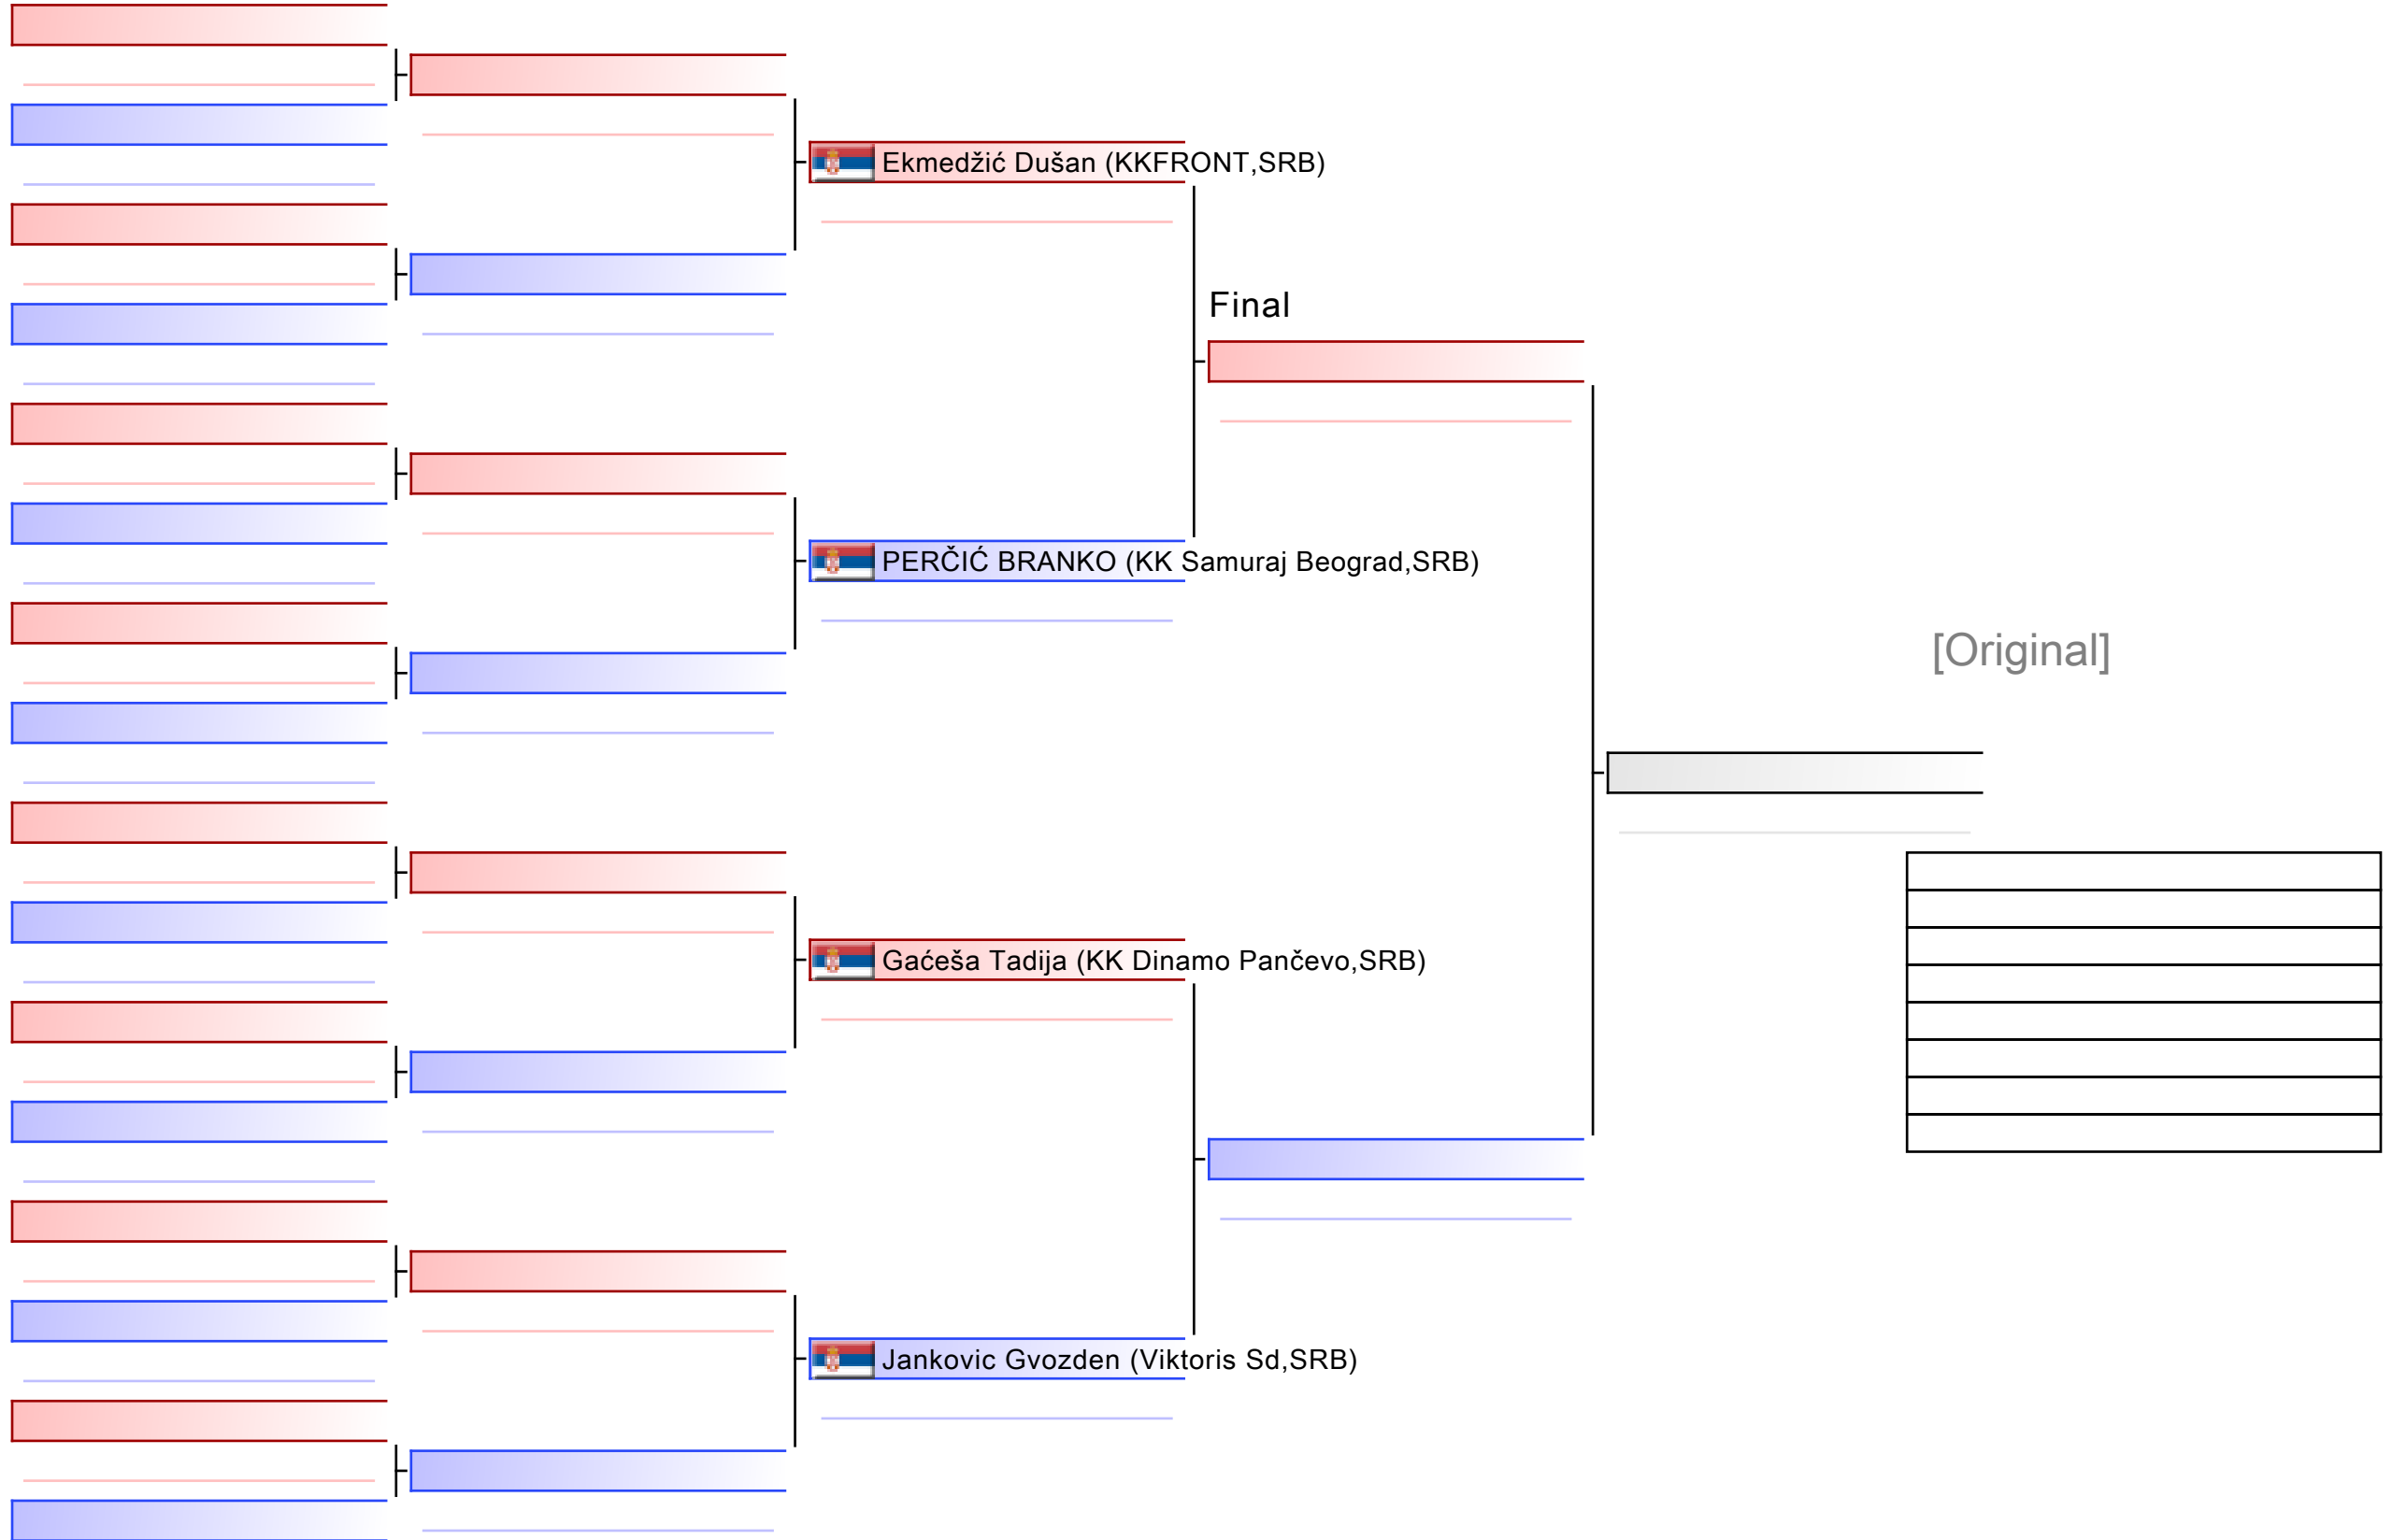 Ekmedžić Dušan (KKFRONT,SRB)
Final
PERČIĆ BRANKO (KK Samuraj Beograd,SRB)
[Original]
Gaćeša Tadija (KK Dinamo Pančevo,SRB)
Jankovic Gvozden (Viktoris Sd,SRB)